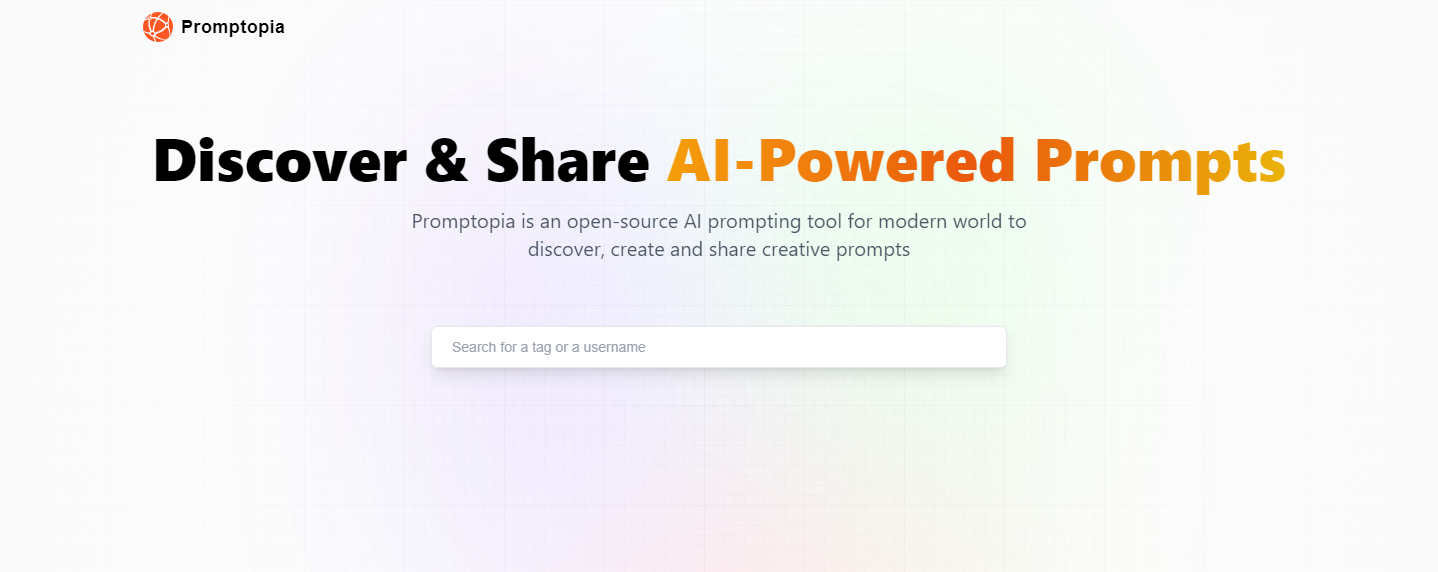 Promptopia
Discover & Share AI-Powered Prompts
Promptopia is an open-source AI prompting tool for modern world to
discover, create and share creative prompts
Search for a tag or a username